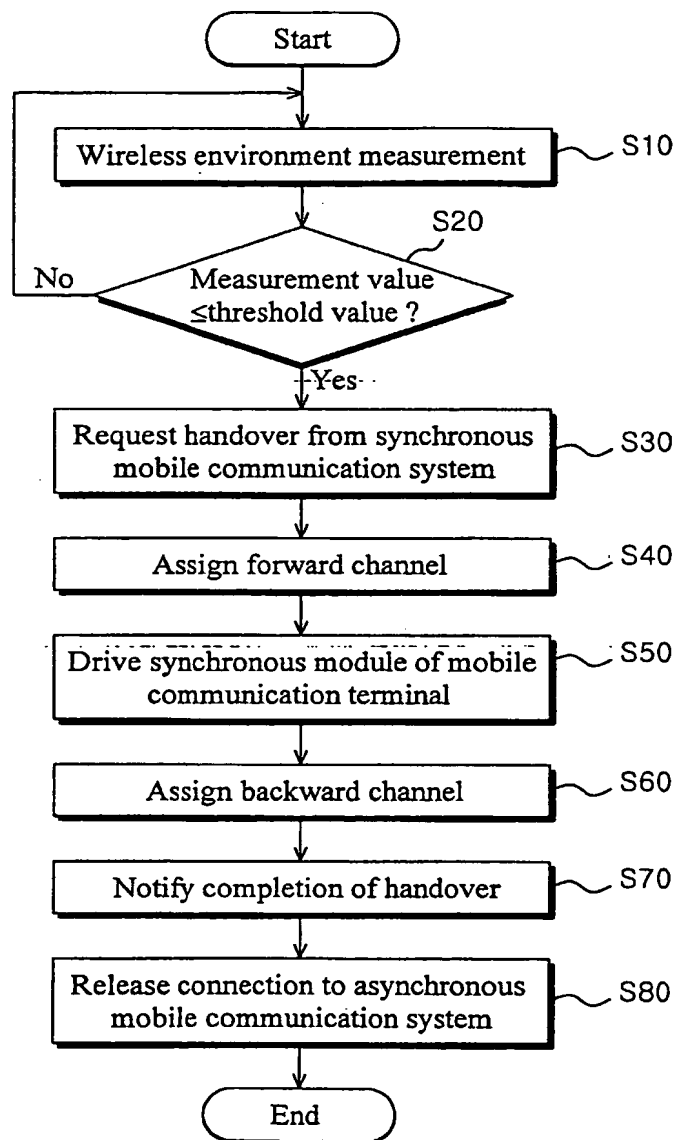 Start
Wireless environment measurement
S10
S20
No
Measurement value
≤threshold value ?
Yes
Request handover from synchronous
mobile communication system
S30
Assign forward channel
S40
Drive synchronous module of mobile
communication terminal
S50
Assign backward channel
S60
Notify completion of handover
S70
Release connection to asynchronous
mobile communication system
S80
End